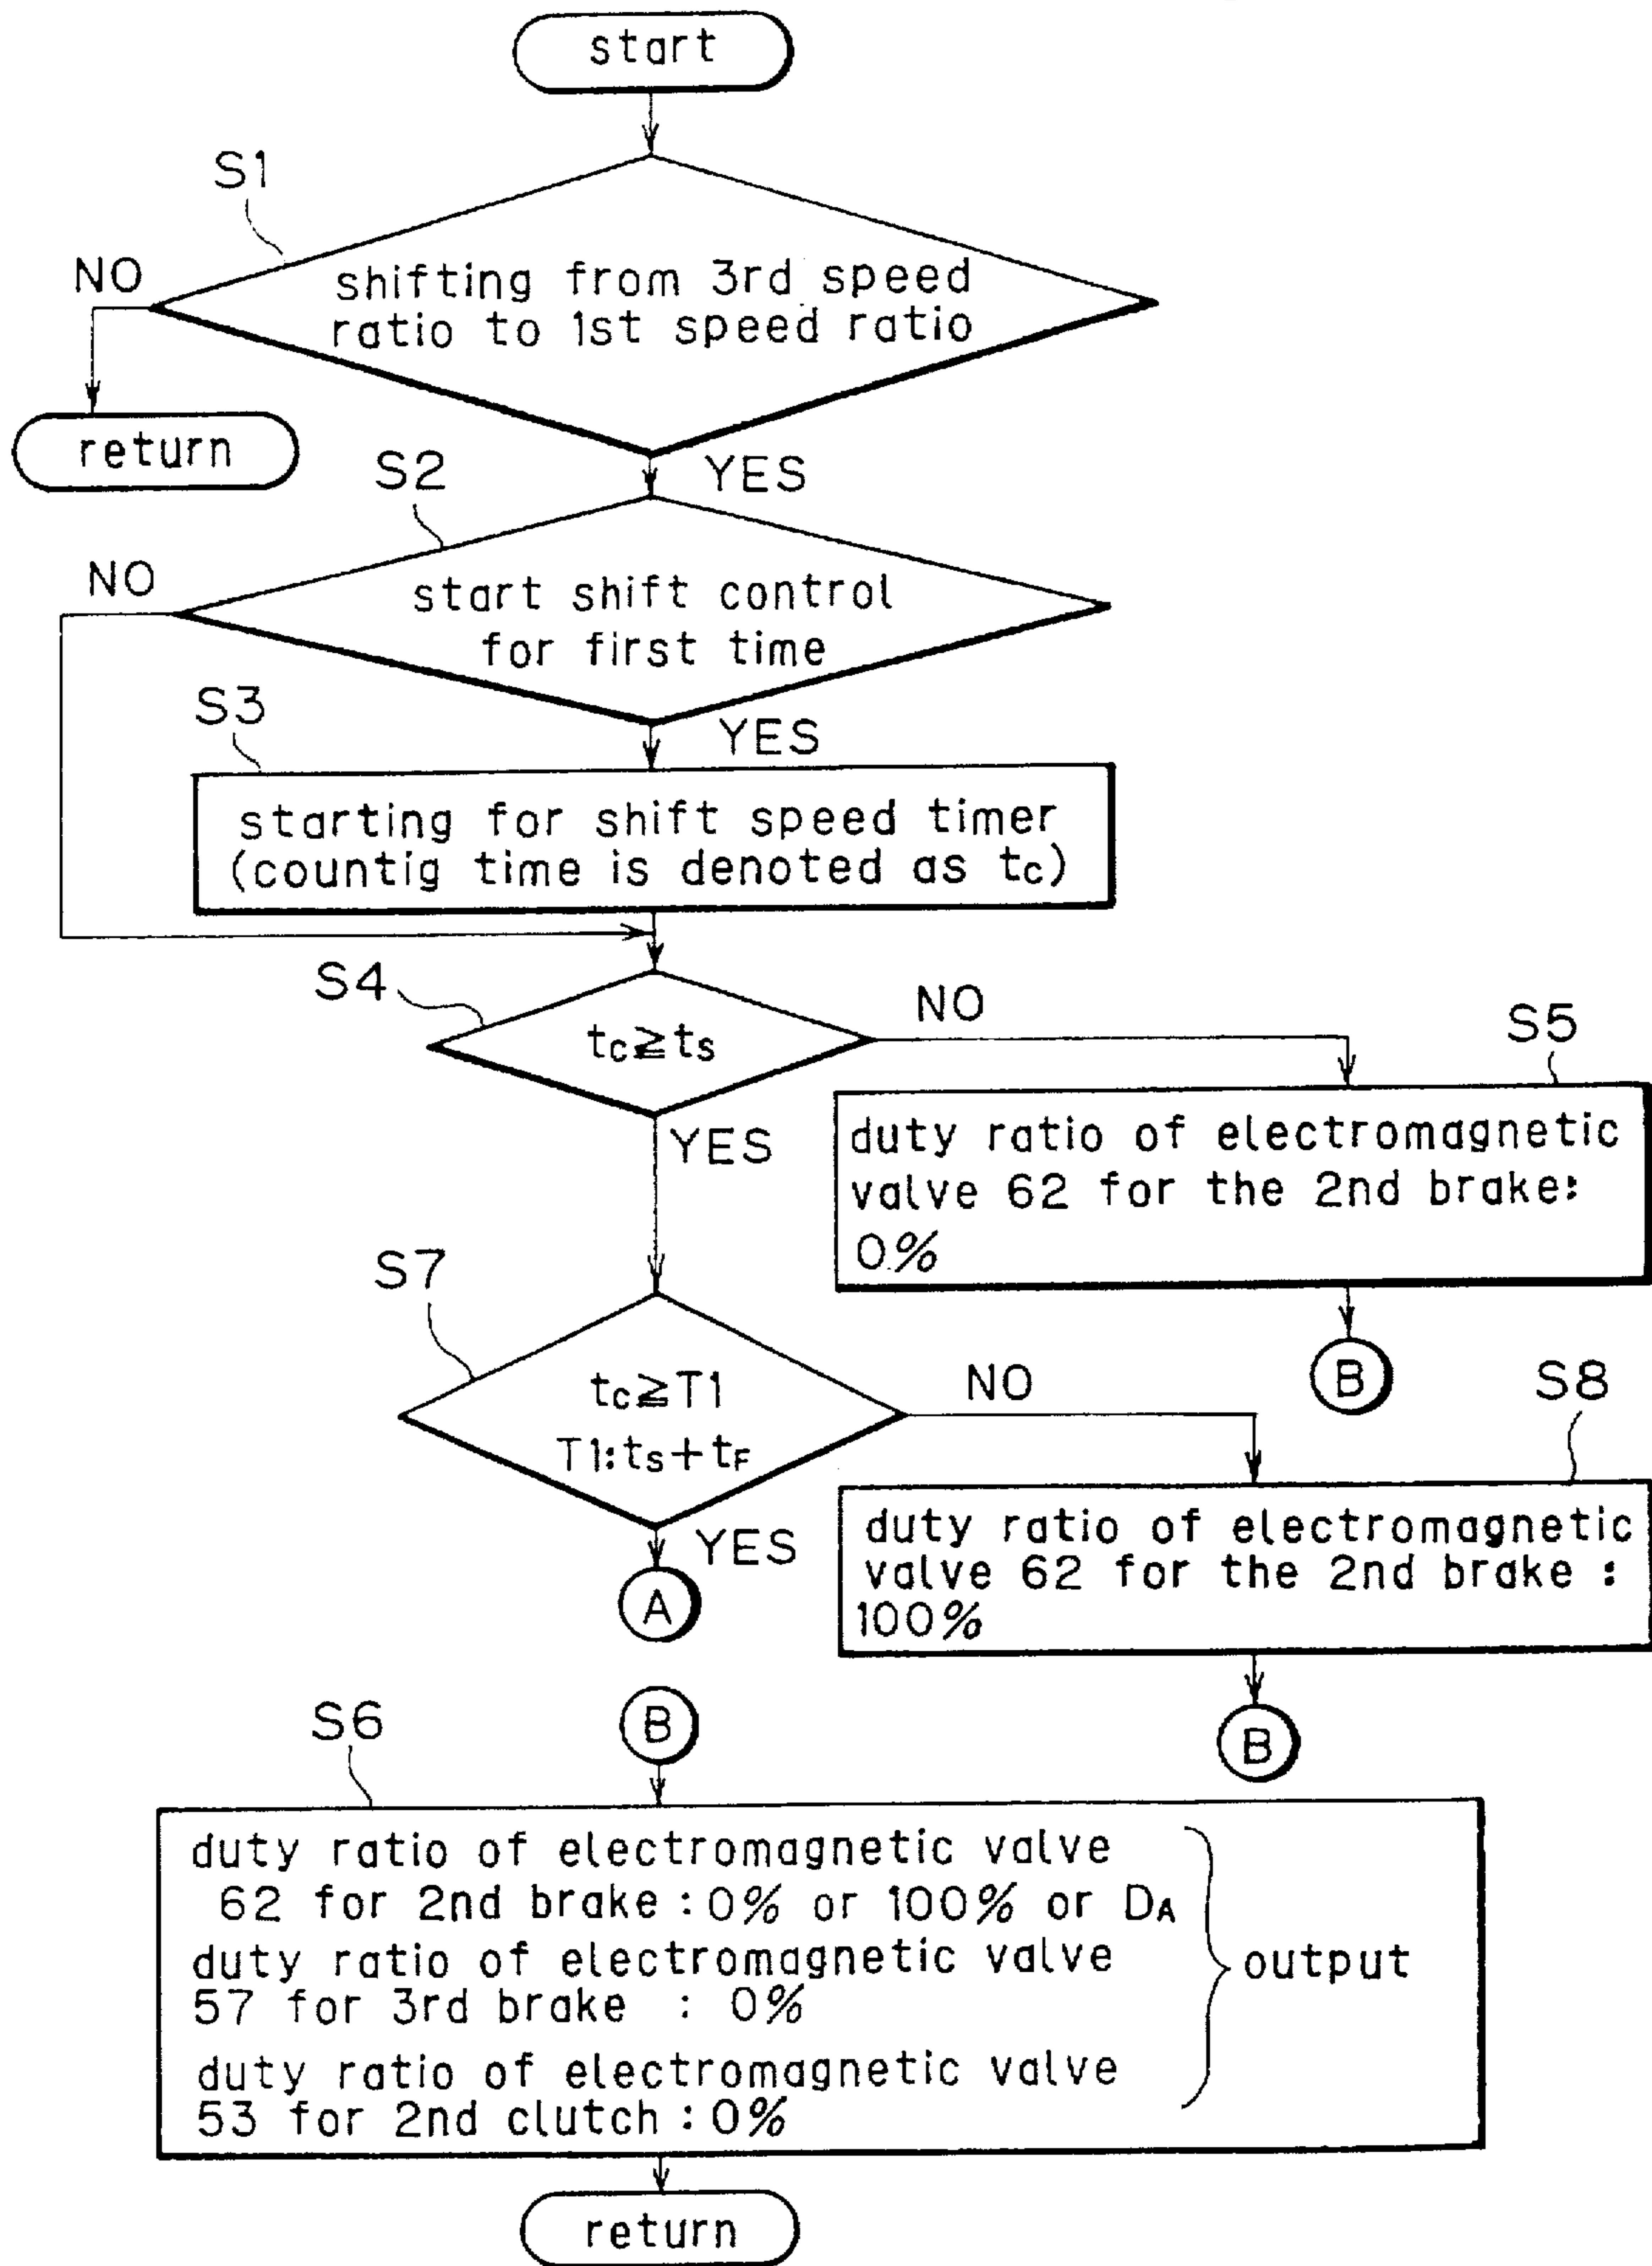 start
S1
NO
shifting from 3rd speed
ratio to 1st speed ratio
return
S2
YES
NO
start shift control
for first time
S3
YES
starting for shift speed timer
(countig time is denoted as tc)
S4
NO
tc≧ts
S5
YES
duty ratio of electromagnetic
valve 62 for the 2nd brake:
0%
S7
B
tc≧T1
T1:ts+tF
NO
S8
YES
duty ratio of electromagnetic
valve 62 for the 2nd brake :
100%
A
B
S6
B
duty ratio of electromagnetic valve
62 for 2nd brake : 0% or 100% or DA
duty ratio of electromagnetic valve
57 for 3rd brake : 0%
output
duty ratio of electromagnetic valve
53 for 2nd clutch : 0%
return